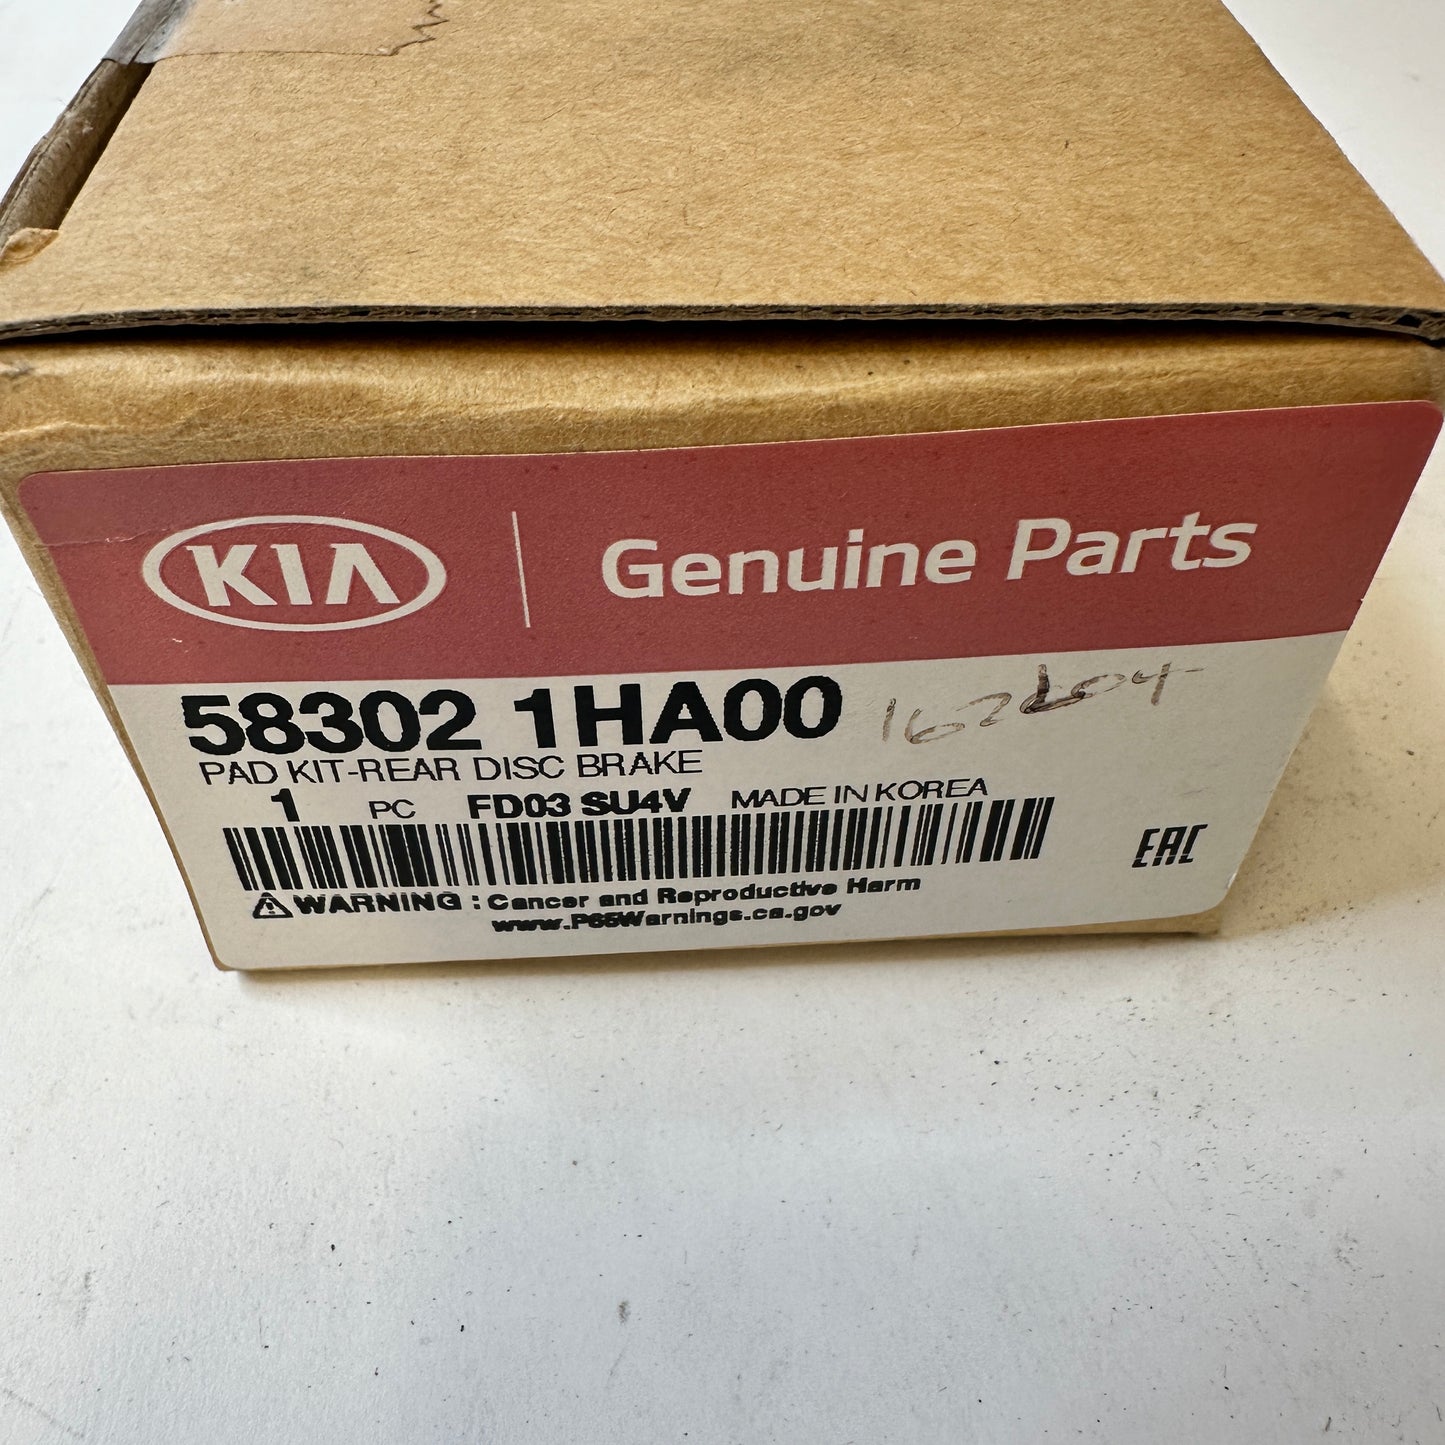 KIA Genuine Parts
58302 1HA00 162604
PAD KIT-REAR DISC BRAKE
1 PC FD03 SU4V MADE IN KOREA
EAC
⚠ WARNING : Cancer and Reproductive Harm
www.P65Warnings.ca.gov